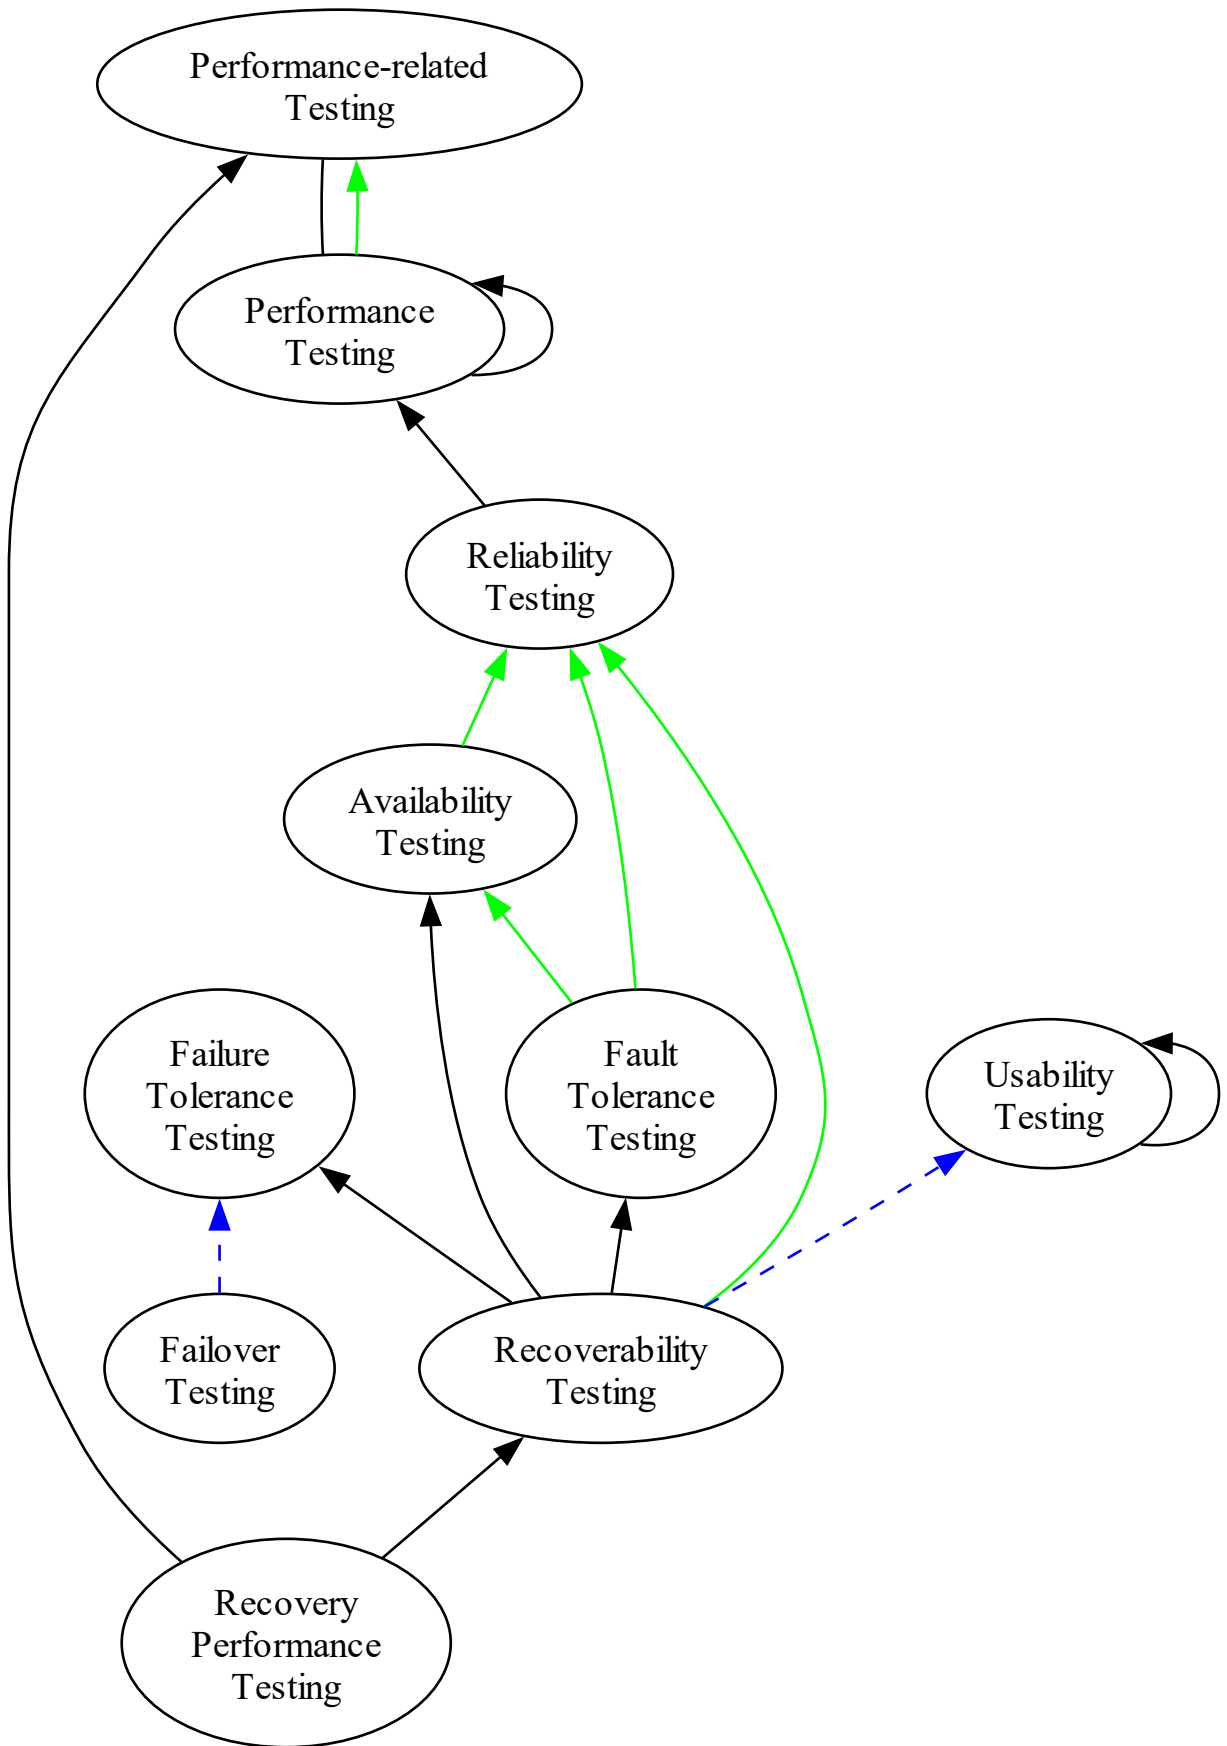 Performance-related
Testing
Performance
Testing
Reliability
Testing
Availability
Testing
Failure
Tolerance
Testing
Fault
Tolerance
Testing
Usability
Testing
Failover
Testing
Recoverability
Testing
Recovery
Performance
Testing